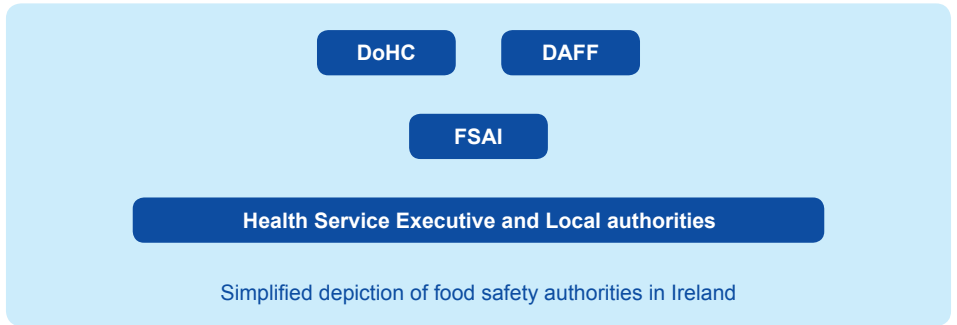 DoHC DAFF
FSAI
Health Service Executive and Local authorities
Simplified depiction of food safety authorities in Ireland